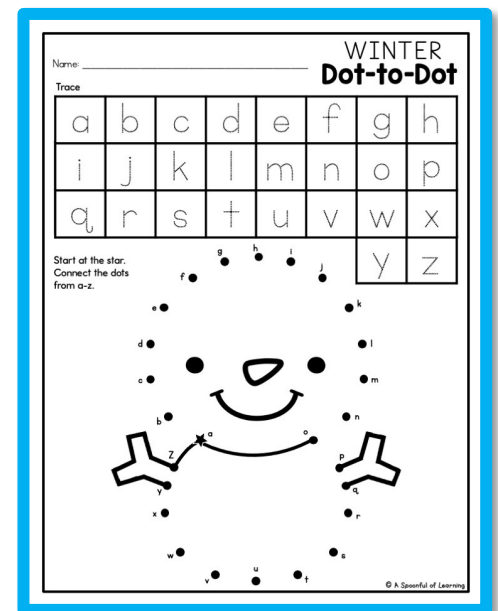 WINTER
Name:
Dot-to-Dot
Trace
a b c d e f g h
i j k l m n o p
q r s t u v w x
y z
Start at the star.
Connect the dots
from a-z.
g h i
f j
e k
d l
c m
b n
a o
Z p
y q
x r
w s
v u t
© A Spoonful of Learning